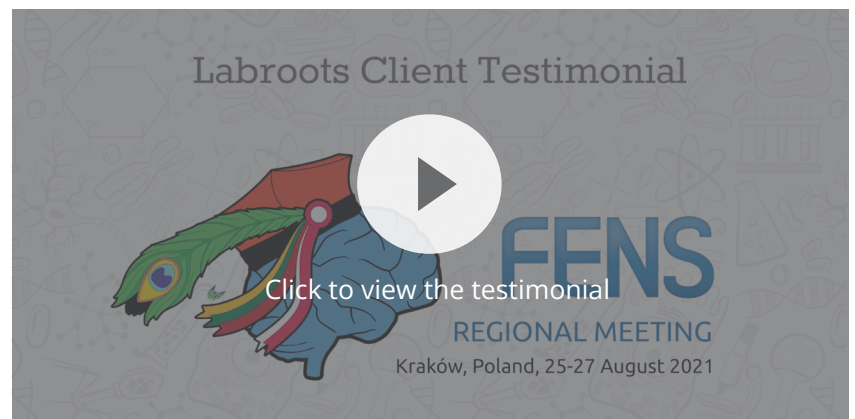 Labroots Client Testimonial
FENS
Click to view the testimonial
REGIONAL MEETING
Kraków, Poland, 25-27 August 2021